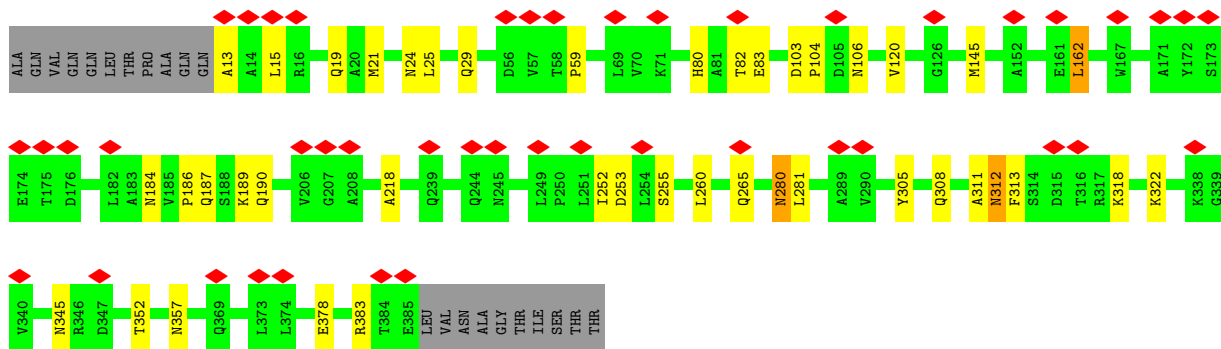 ALA GLN VAL GLN GLN LEU THR PRO ALA GLN GLN A13 A14 L15 R16 Q19 A20 M21 N24 L25 Q29 D56 V57 T58 P59 L69 V70 K71 H80 A81 T82 E83 D103 P104 D105 N106 V120 G126 M145 A152 E161 L162 W167 A171 Y172 S173
E174 T175 D176 L182 A183 N184 V185 P186 Q187 S188 K189 Q190 V206 G207 A208 A218 Q239 Q244 N245 L249 P250 L251 I252 D253 L254 S255 L260 Q265 N280 L281 A289 V290 Y305 Q308 A311 N312 F313 S314 D315 T316 R317 K318 K322 K338 G339
V340 N345 R346 D347 T352 N357 Q369 L373 L374 E378 R383 T384 E385 LEU VAL ASN ALA GLY THR ILE SER THR THR